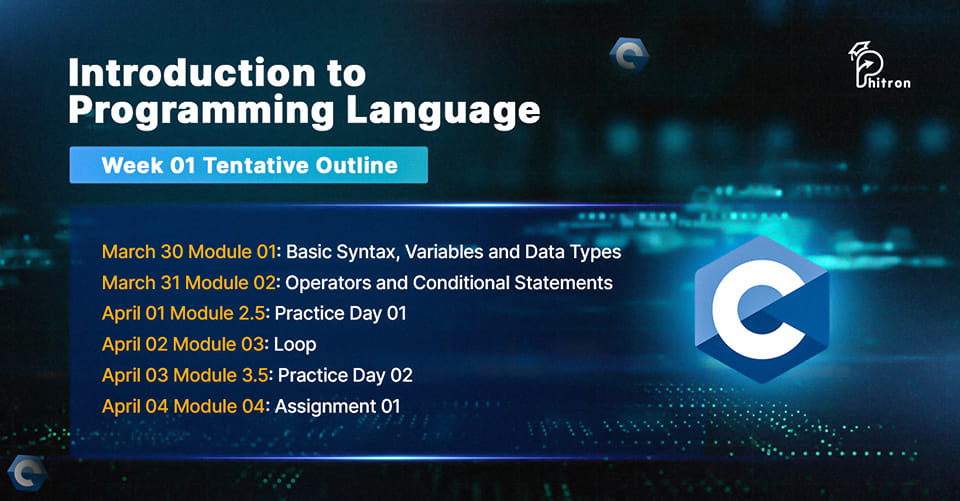 Introduction to
Programming Language
Phitron
Week 01 Tentative Outline
March 30 Module 01: Basic Syntax, Variables and Data Types
March 31 Module 02: Operators and Conditional Statements
April 01 Module 2.5: Practice Day 01
April 02 Module 03: Loop
April 03 Module 3.5: Practice Day 02
April 04 Module 04: Assignment 01
C
C
C